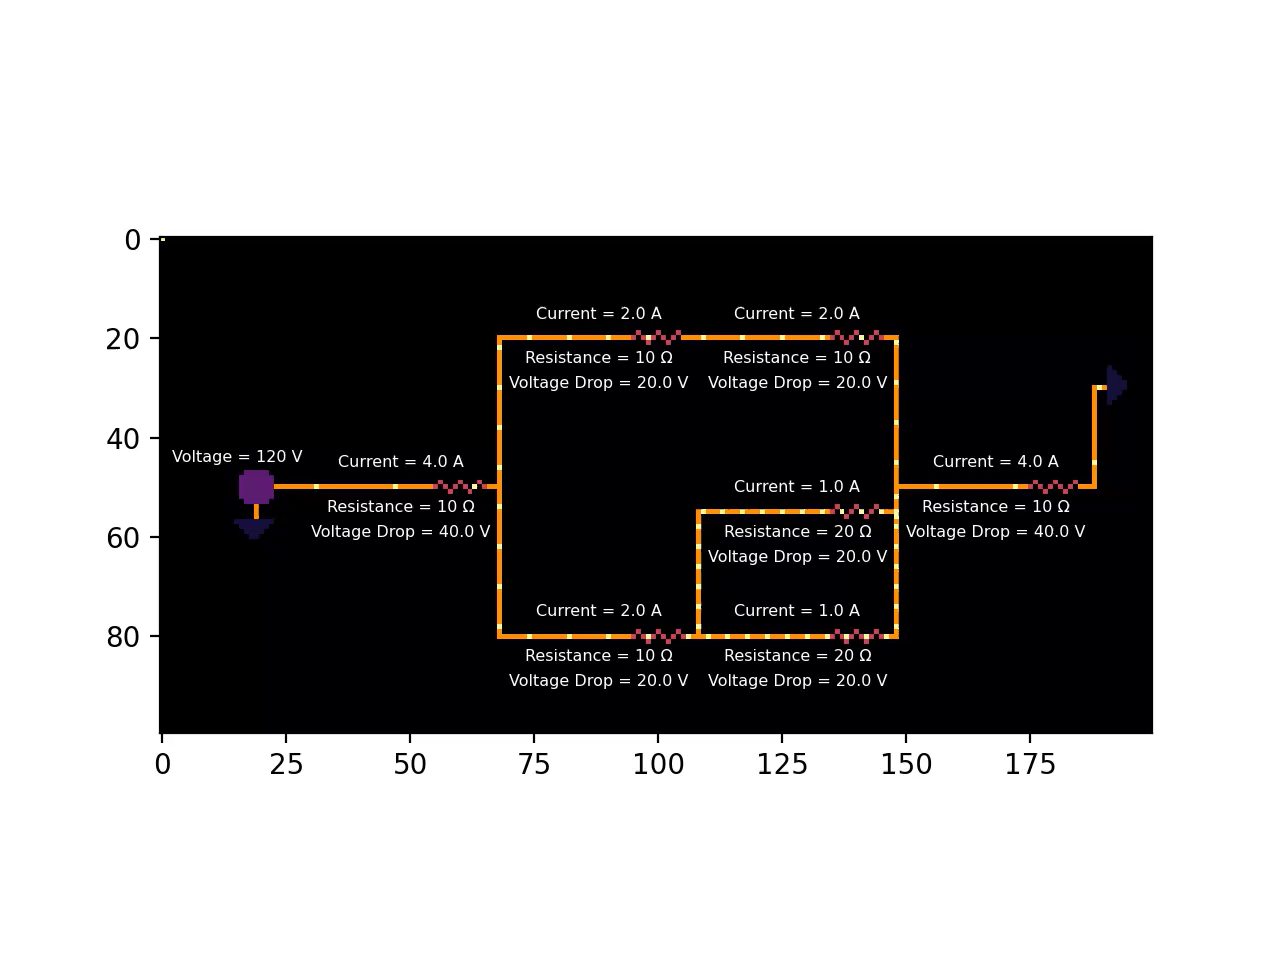 0
Current = 2.0 A
Current = 2.0 A
20
Resistance = 10 Ω
Resistance = 10 Ω
Voltage Drop = 20.0 V
Voltage Drop = 20.0 V
40
Voltage = 120 V
Current = 4.0 A
Current = 4.0 A
Current = 1.0 A
Resistance = 10 Ω
Resistance = 10 Ω
Voltage Drop = 40.0 V
Resistance = 20 Ω
Voltage Drop = 40.0 V
60
Voltage Drop = 20.0 V
Current = 2.0 A
Current = 1.0 A
80
Resistance = 10 Ω
Resistance = 20 Ω
Voltage Drop = 20.0 V
Voltage Drop = 20.0 V
0 25 50 75 100 125 150 175